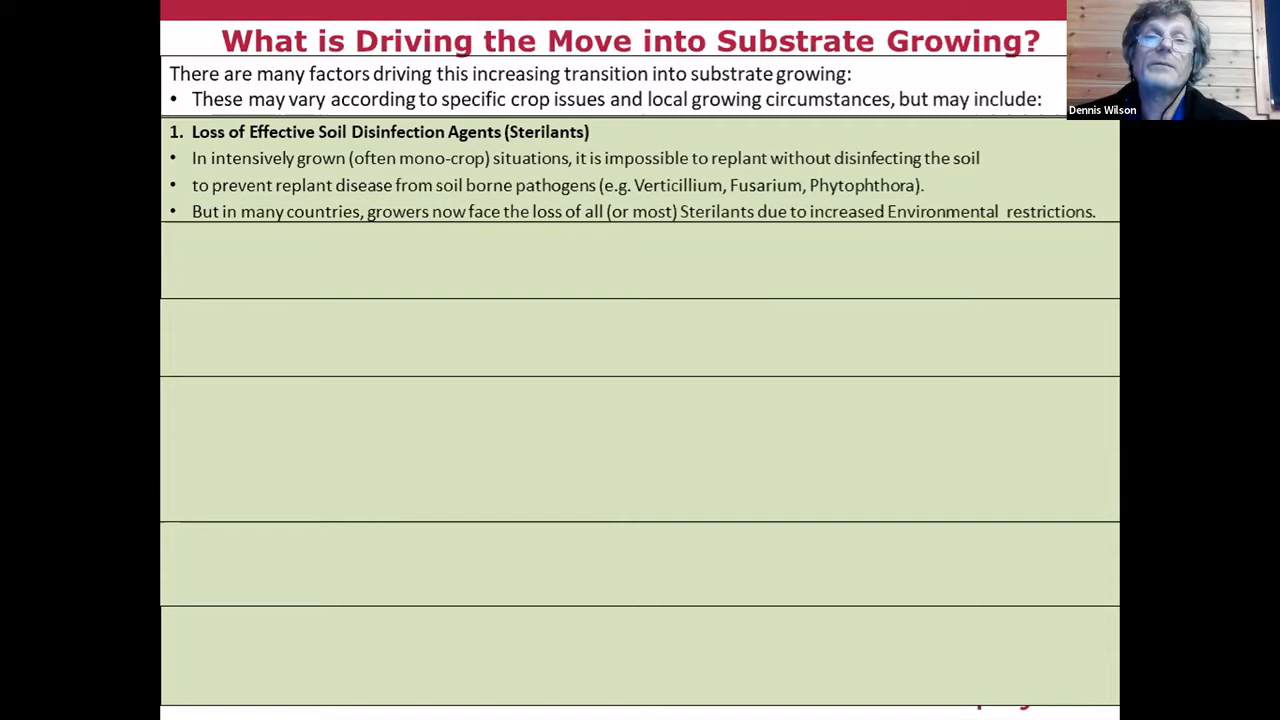 What is Driving the Move into Substrate Growing?
There are many factors driving this increasing transition into substrate growing:
• These may vary according to specific crop issues and local growing circumstances, but may include:
Dennis Wilson
1. Loss of Effective Soil Disinfection Agents (Sterilants)
• In intensively grown (often mono-crop) situations, it is impossible to replant without disinfecting the soil
• to prevent replant disease from soil borne pathogens (e.g. Verticillium, Fusarium, Phytophthora).
• But in many countries, growers now face the loss of all (or most) Sterilants due to increased Environmental restrictions.